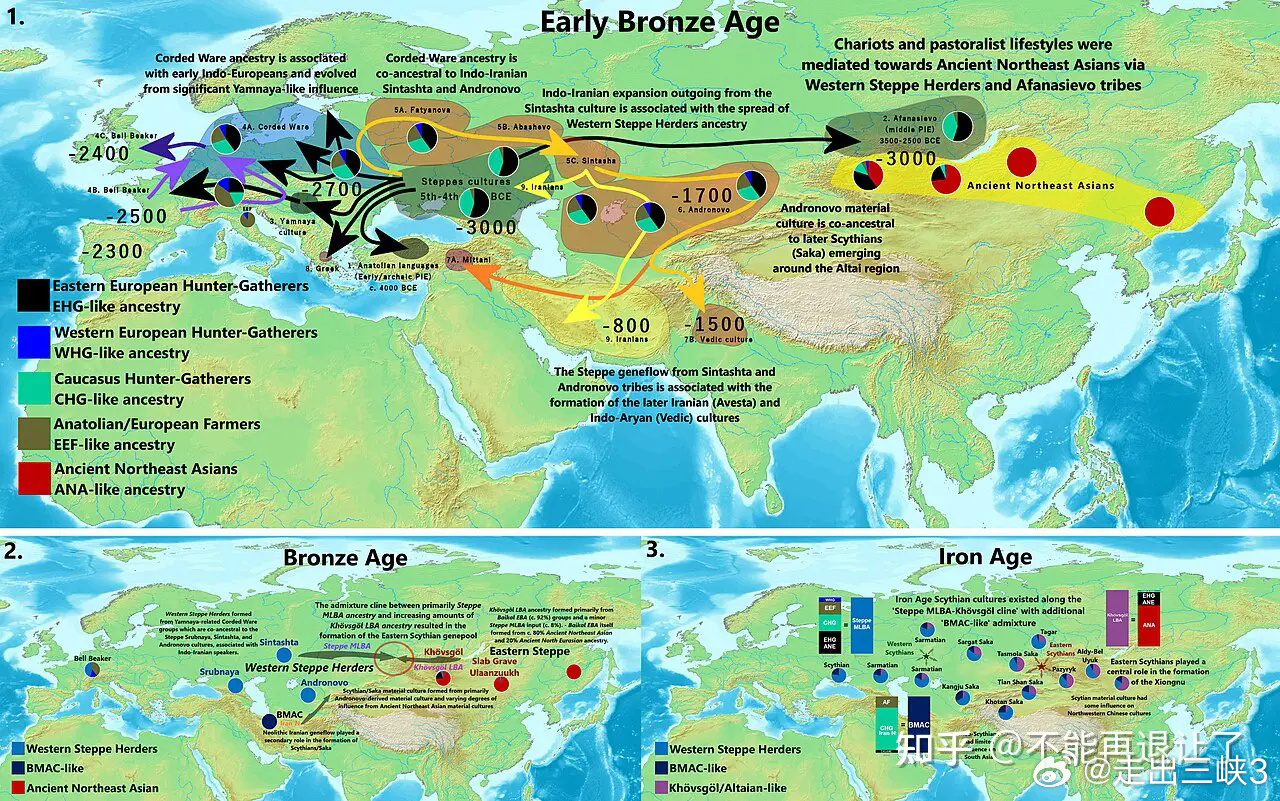 1.
Early Bronze Age
Corded Ware ancestry is associated
with early Indo-Europeans and evolved
from significant Yamnaya-like influence
Corded Ware ancestry is
co-ancestral to Indo-Iranian
Sintashta and Andronovo
Indo-Iranian expansion outgoing from the
Sintashta culture is associated with the spread of
Western Steppe Herders ancestry
Chariots and pastoralist lifestyles were
mediated towards Ancient Northeast Asians via
Western Steppe Herders and Afanasievo tribes
5A. Fatyanova
5B. Abashevo
4A. Corded Ware
4C. Bell Beaker
-2400
2. Afanasievo
(middle PIE)
3500-2500 BCE
-3000
5C. Sintasha
Ancient Northeast Asians
4B. Bell Beaker
-2700
Steppes cultures
5th-4th
BCE
9. Iranians
-1700
6. Andronovo
-2500
EEF
3. Yamnaya
culture
-3000
Andronovo material
culture is co-ancestral
to later Scythians
(Saka) emerging
around the Altai region
-2300
8. Greek
1. Anatolian languages
(Early/archeic PIE)
c. 4000 BCE
7A. Mittani
Eastern European Hunter-Gatherers
EHG-like ancestry
Western European Hunter-Gatherers
WHG-like ancestry
Caucasus Hunter-Gatherers
CHG-like ancestry
Anatolian/European Farmers
EEF-like ancestry
Ancient Northeast Asians
ANA-like ancestry
-800
9. Iranians
-1500
7B. Vedic culture
The Steppe geneflow from Sintashta and
Andronovo tribes is associated with the
formation of the later Iranian (Avesta) and
Indo-Aryan (Vedic) cultures
2.
Bronze Age
Western Steppe Herders formed
from Yamnaya-related Corded Ware
groups which are co-ancestral to the
Steppe Srubnaya, Sintashta, and
Andronovo cultures, associated with
Indo-Iranian speakers.
The admixture cline between primarily Steppe
MLBA ancestry and increasing amounts of
Khövsgöl LBA ancestry resulted in the
formation of the Eastern Scythian genepool
Khövsgöl LBA ancestry formed primarily from
Baikal EBA (c. 92%) groups and a minor
Steppe MLBA input (c. 8%). - Baikal EBA itself
formed from c. 80% Ancient Northeast Asian
and 20% Ancient North Eurasian ancestry.
Sintashta
Steppe MLBA
Khövsgöl
Eastern Steppe
Bell Beaker
Western Steppe Herders
Khövsgöl LBA
Slab Grave
Ulaanzuukh
Srubnaya
Andronovo
Scythian/Saka material culture formed from primarily
Andronovo-derived material culture and varying degrees of
influence from Ancient Northeast Asian material cultures
BMAC
Iran N
Neolithic Iranian geneflow played a
secondary role in the formation of
Scythians/Saka
Western Steppe Herders
BMAC-like
Ancient Northeast Asian
3.
Iron Age
Iron Age Scythian cultures existed along the
'Steppe MLBA-Khövsgöl cline' with additional
'BMAC-like' admixture
WHG
EEF
CHG
EHG
ANE
=
Steppe
MLBA
Khövsgöl
LBA
=
EHG
ANE
ANA
Sarmatian
Western
Scythians
Sargat Saka
Tagar
Eastern
Scythians
Tasmola Saka
Aldy-Bel
Uyuk
Scythian
Sarmatian
Sarmatian
Pazyryk
Kangju Saka
Tian Shan Saka
Khotan Saka
Eastern Scythians played a
central role in the formation
of the Xiongnu
Scytian material culture had
some influence on
Northwestern Chinese cultures
AF
CHG
Iran N
=
BMAC
Western Steppe Herders
BMAC-like
Khövsgöl/Altaian-like
知乎 @不能再退让了
@走出三峡3